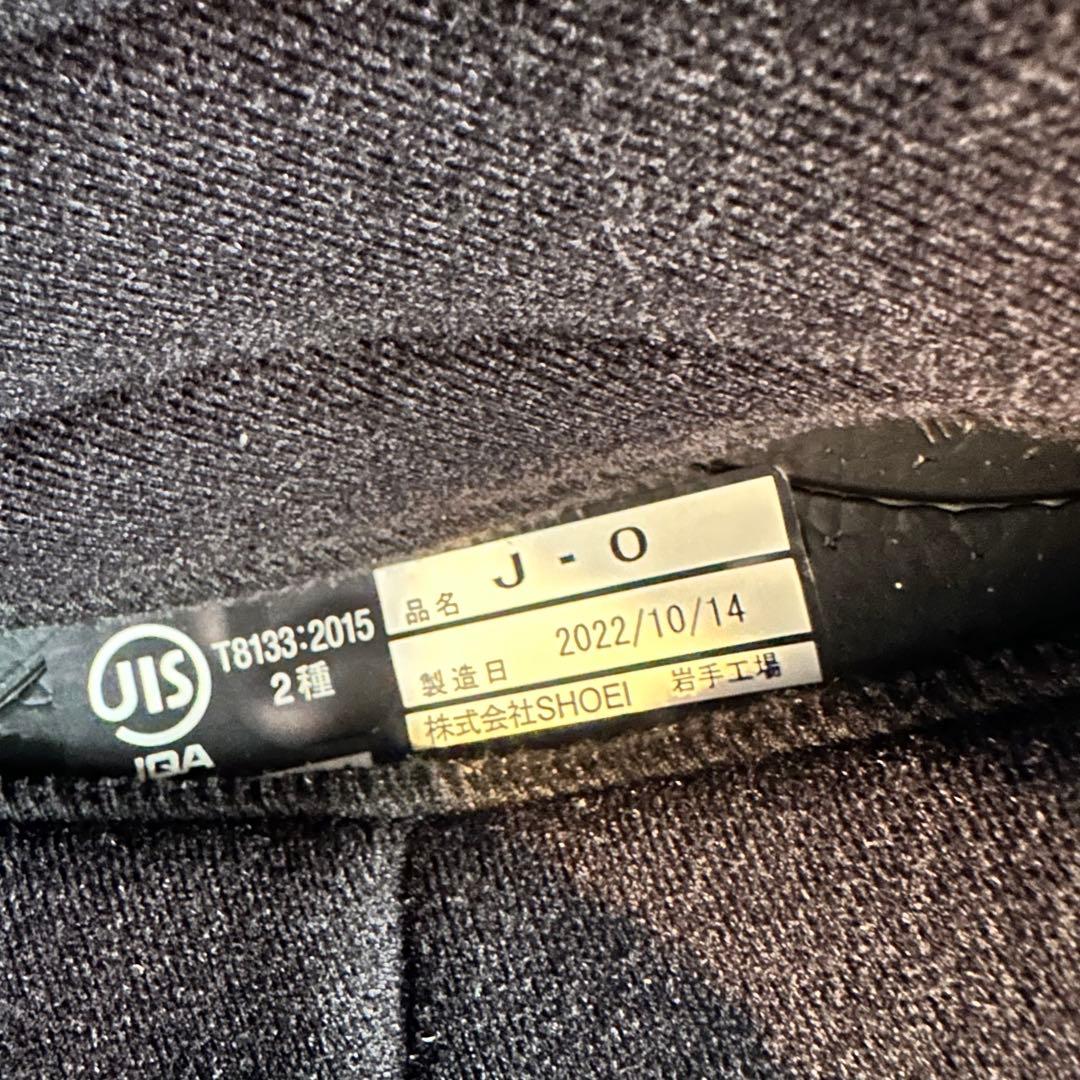 JIS
T8133:2015
2種
JQA
品名 J-O
製造日 2022/10/14
株式会社SHOEI 岩手工場